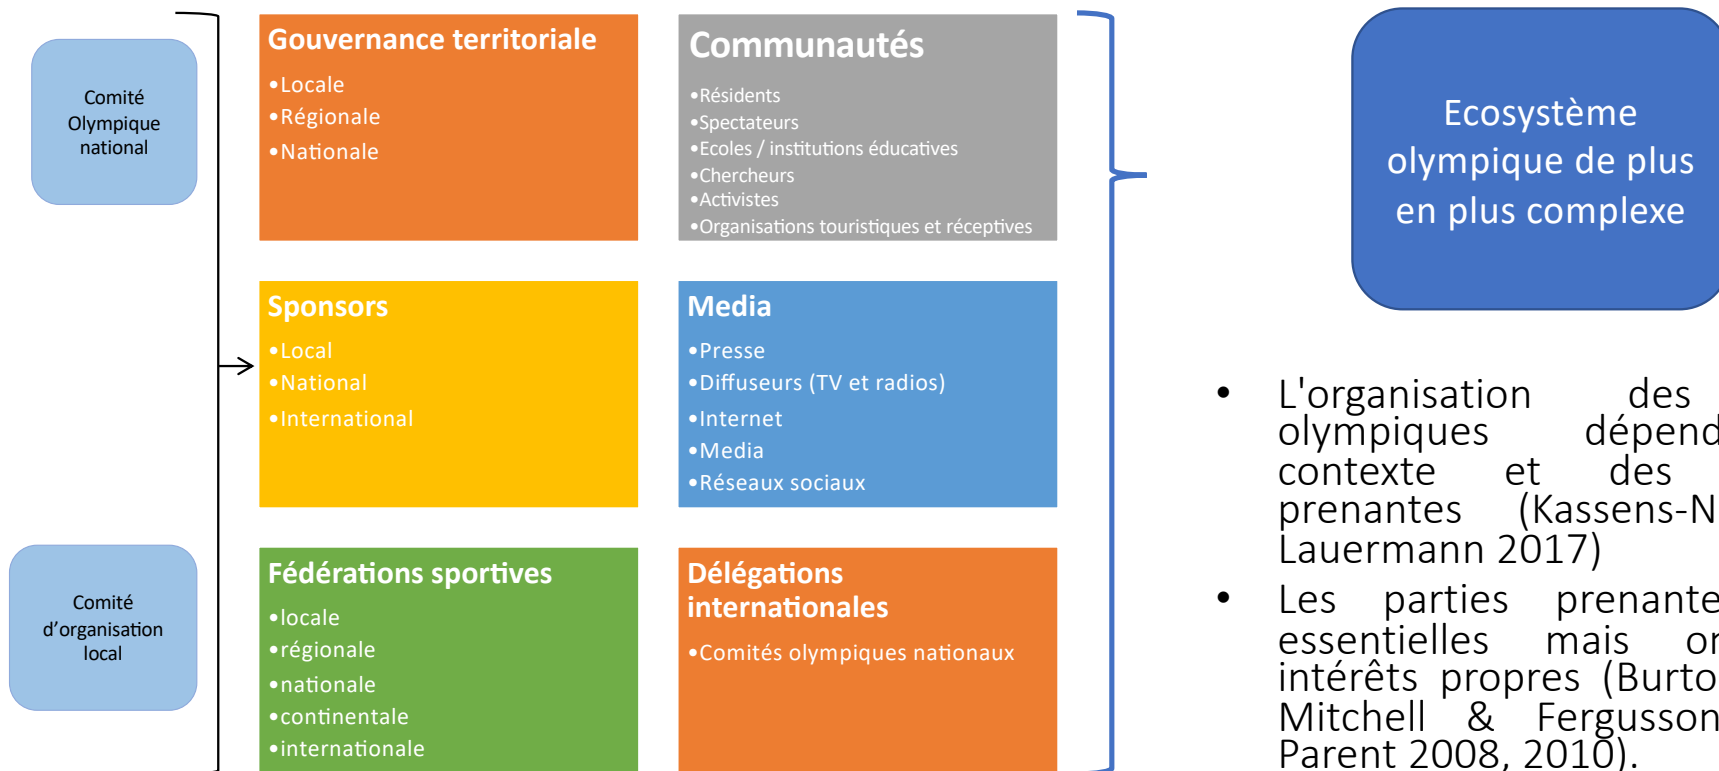 Comité
Olympique
national
Comité
d'organisation
local
Gouvernance territoriale
•Locale
•Régionale
•Nationale
Communautés
•Résidents
•Spectateurs
•Ecoles / institutions éducatives
•Chercheurs
•Activistes
•Organisations touristiques et réceptives
Sponsors
•Local
•National
•International
Media
•Presse
•Diffuseurs (TV et radios)
•Internet
•Media
•Réseaux sociaux
Fédérations sportives
•locale
•régionale
•nationale
•continentale
•internationale
Délégations
internationales
•Comités olympiques nationaux
Ecosystème
olympique de plus
en plus complexe
• L'organisation des
olympiques
contexte et des
prenantes
Lauermann 2017)
• Les parties
essentielles mais
intérêts propres
Mitchell & Fergusson
Parent 2008, 2010).